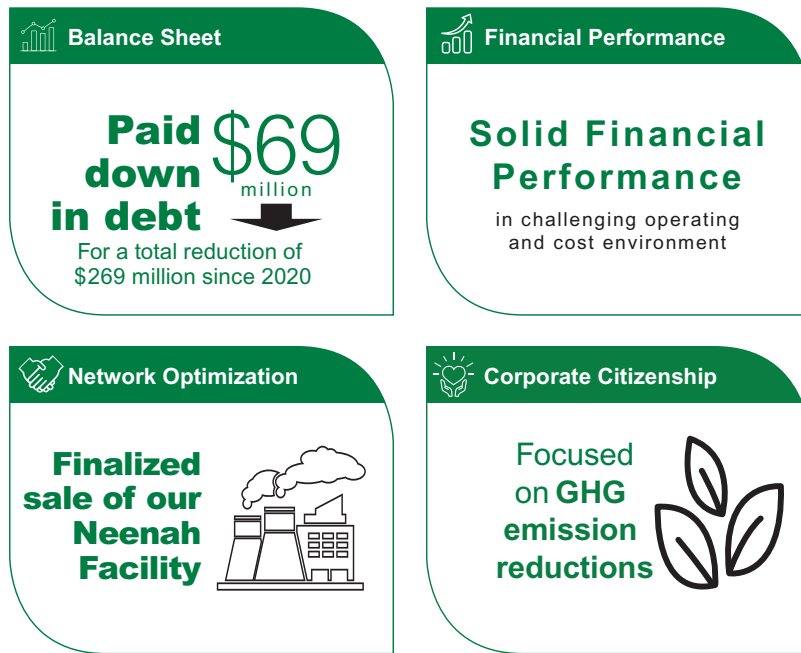 Balance Sheet
Paid
down
in debt
$69
million
For a total reduction of
$269 million since 2020
Financial Performance
Solid Financial
Performance
in challenging operating
and cost environment
Network Optimization
Finalized
sale of our
Neenah
Facility
Corporate Citizenship
Focused
on GHG
emission
reductions